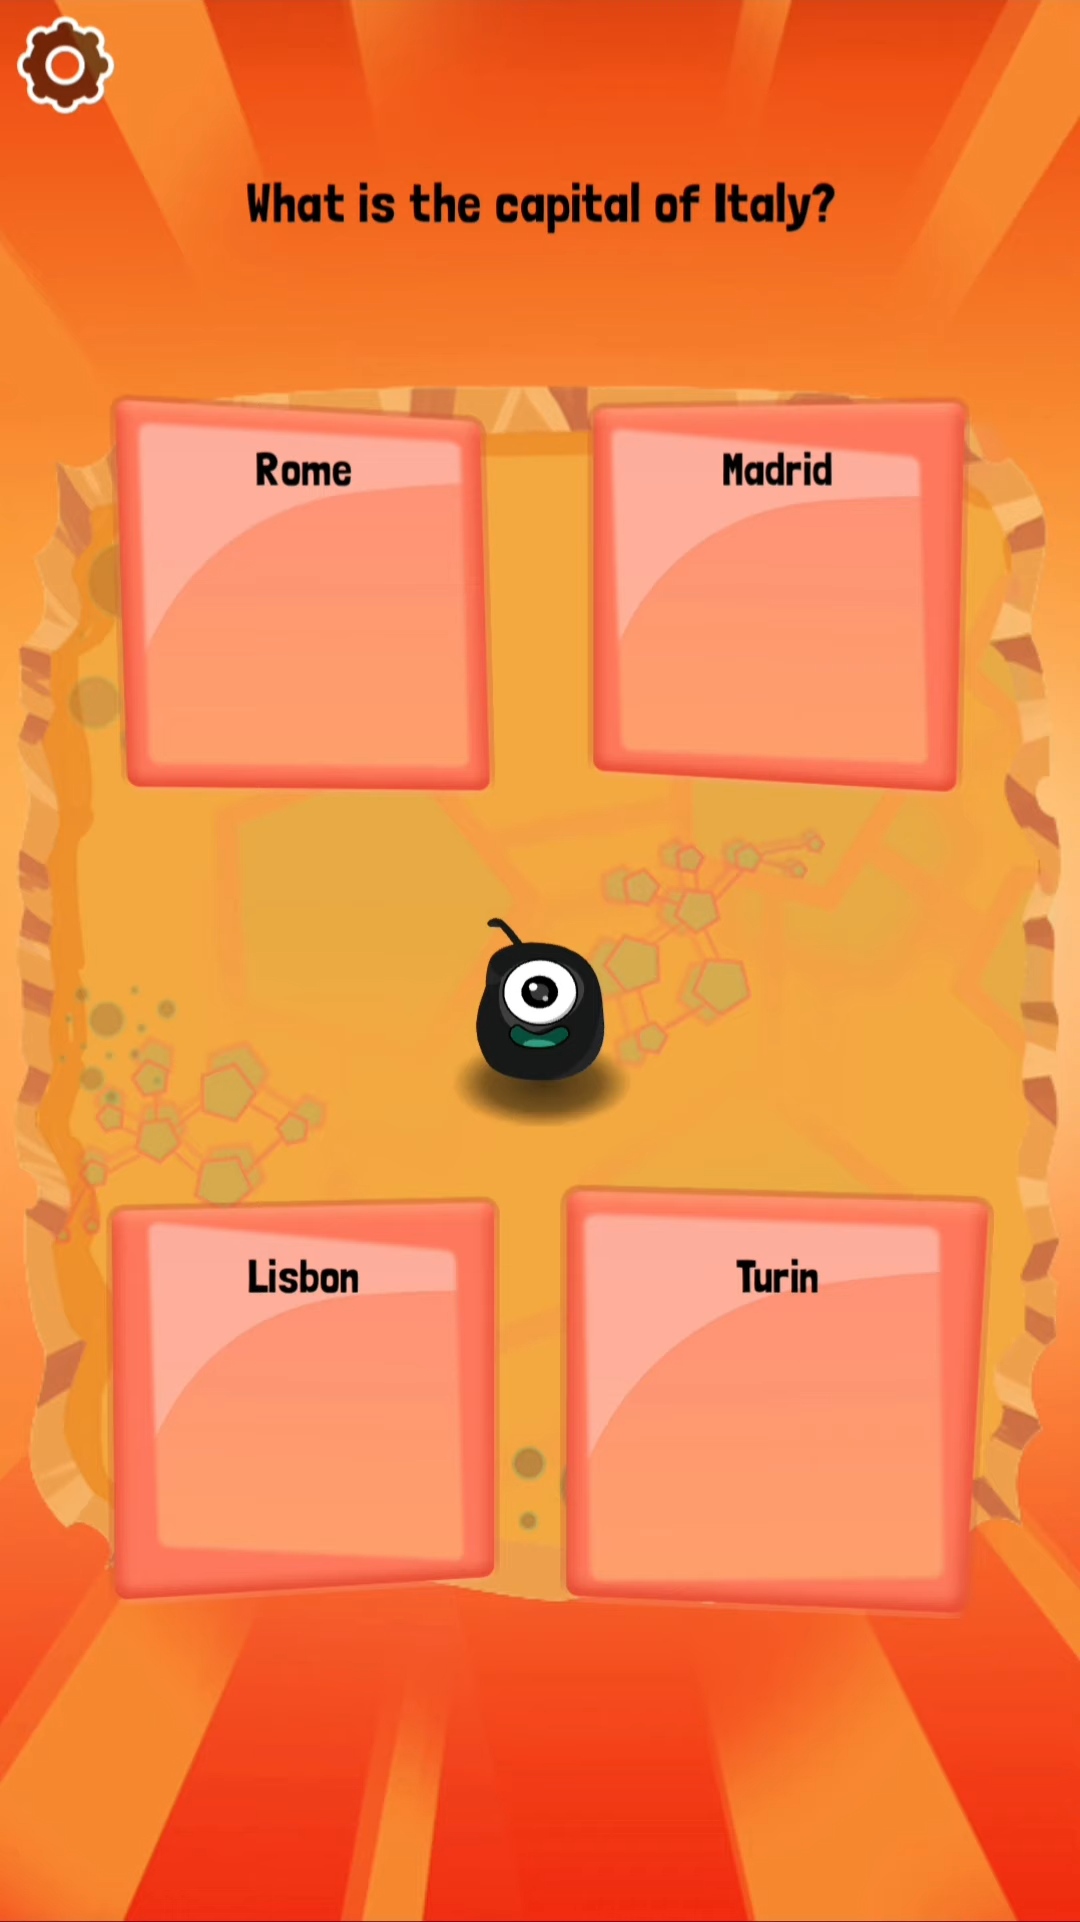 What is the capital of Italy?
Rome
Madrid
Lisbon
Turin